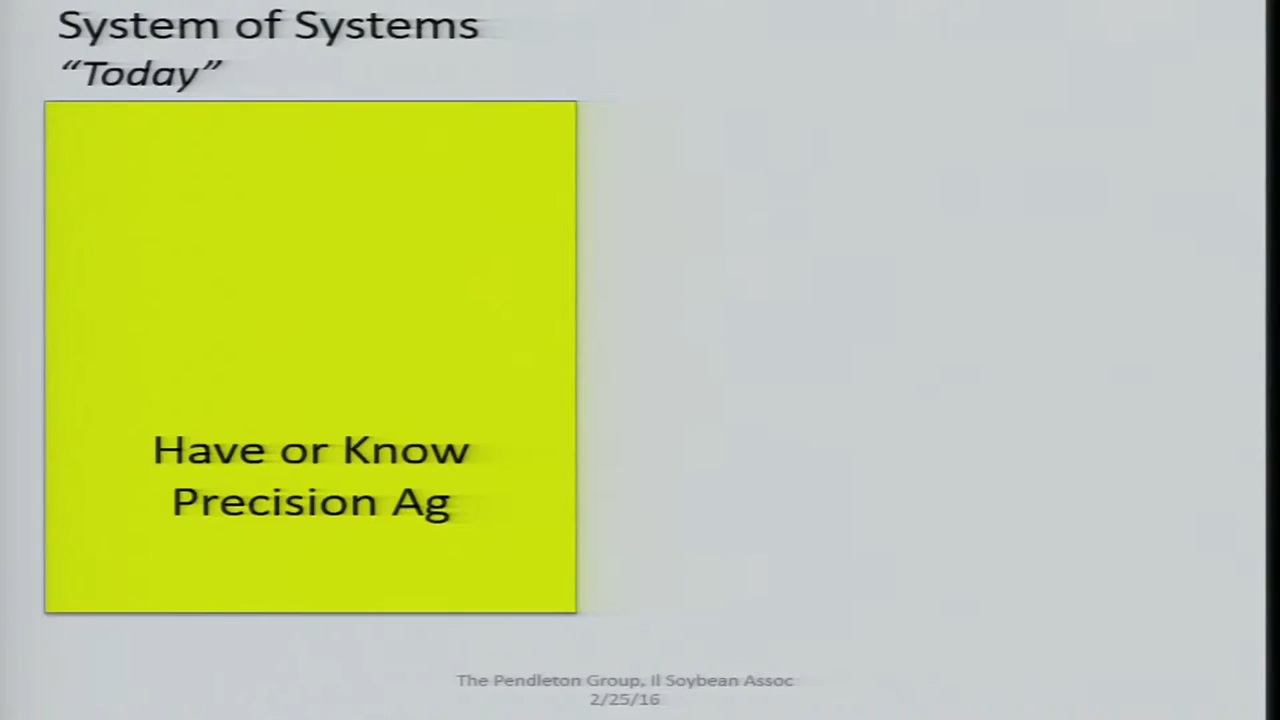 System of Systems
“Today”
Have or Know
Precision Ag
The Pendleton Group, Il Soybean Assoc
2/25/16